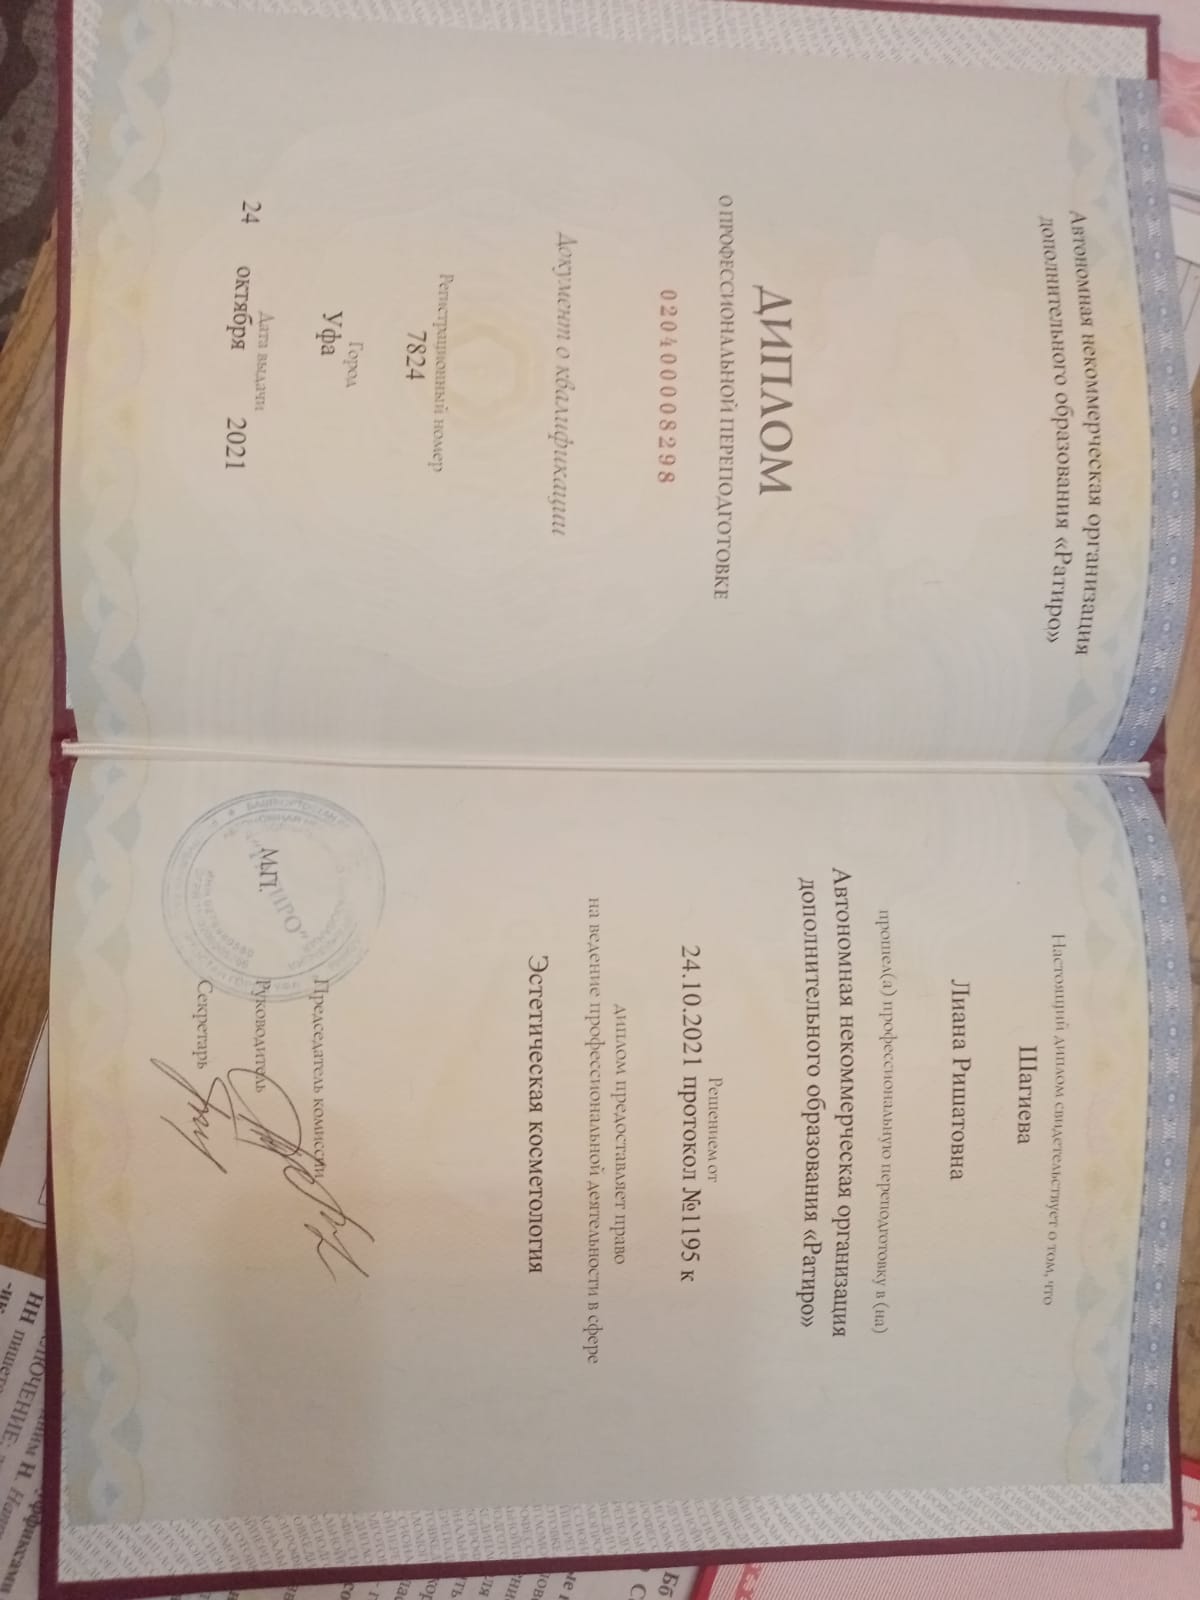 Автономная некоммерческая организация
дополнительного образования «Ратиро»
ДИПЛОМ
О ПРОФЕССИОНАЛЬНОЙ ПЕРЕПОДГОТОВКЕ
020400008298
Документ о квалификации
Регистрационный номер
7824
Город
Уфа
Дата выдачи
24 октября 2021
Настоящий диплом свидетельствует о том, что
Шагиева
Лиана Ришатовна
прошел(а) профессиональную переподготовку в (на)
Автономная некоммерческая организация
дополнительного образования «Ратиро»
Решением от
24.10.2021 протокол №1195 к
диплом предоставляет право
на ведение профессиональной деятельности в сфере
Эстетическая косметология
Председатель комиссии
М.П.
Руководитель
Секретарь